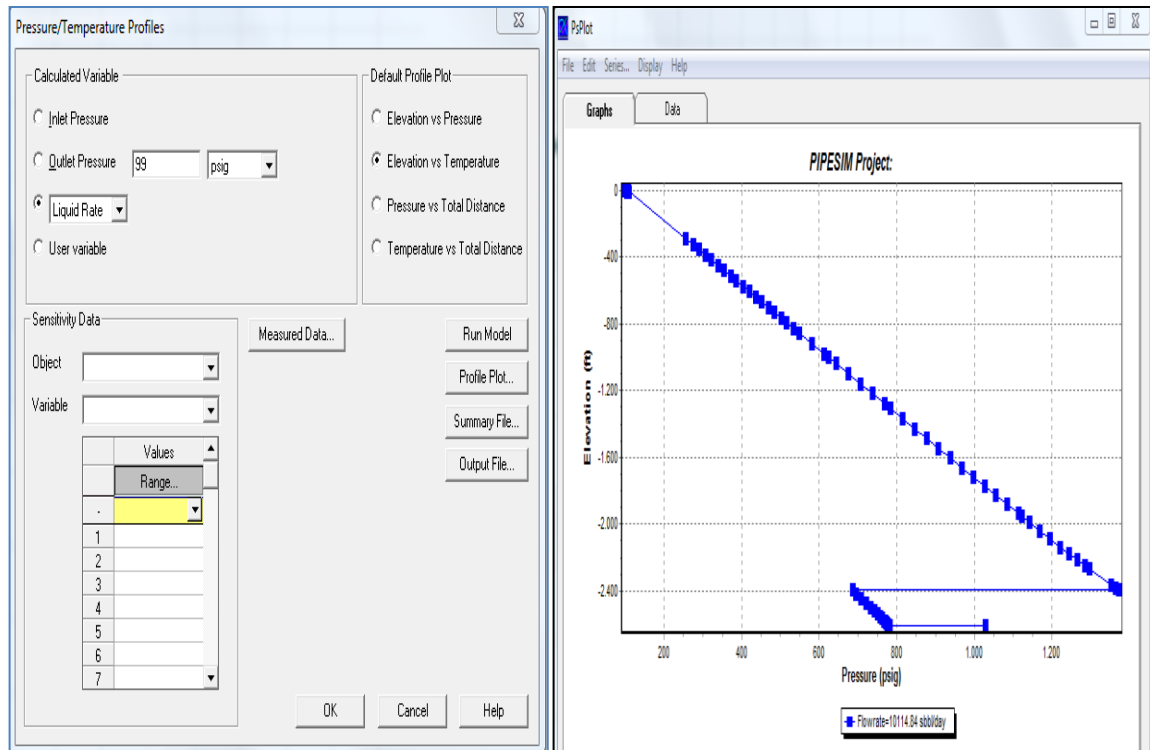 Pressure/Temperature Profiles
Calculated Variable
Inlet Pressure
Outlet Pressure 99 psig
Liquid Rate
User variable
Default Profile Plot
Elevation vs Pressure
Elevation vs Temperature
Pressure vs Total Distance
Temperature vs Total Distance
Sensitivity Data
Object
Variable
Values
Range...
-
1
2
3
4
5
6
7
Measured Data...
Run Model
Profile Plot...
Summary File...
Output File...
OK Cancel Help
PsPlot
File Edit Series... Display Help
Graphs Data
PIPESIM Project:
Elevation (ft)
0
-400
-800
-1.200
-1.600
-2.000
-2.400
200 400 600 800 1.000 1.200
Pressure (psig)
Flowrate=10114.84 sbbl/day